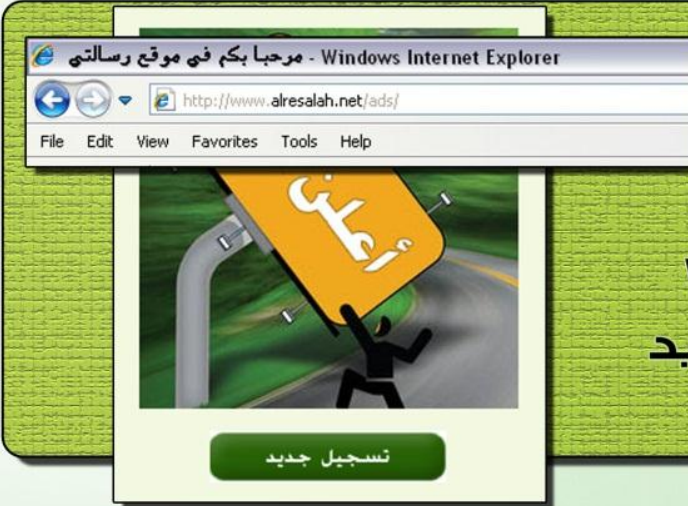 مرحبا بكم في موقع رسالتي - Windows Internet Explorer
http://www.alresalah.net/ads/
File Edit View Favorites Tools Help
أعلن
تسجيل جديد